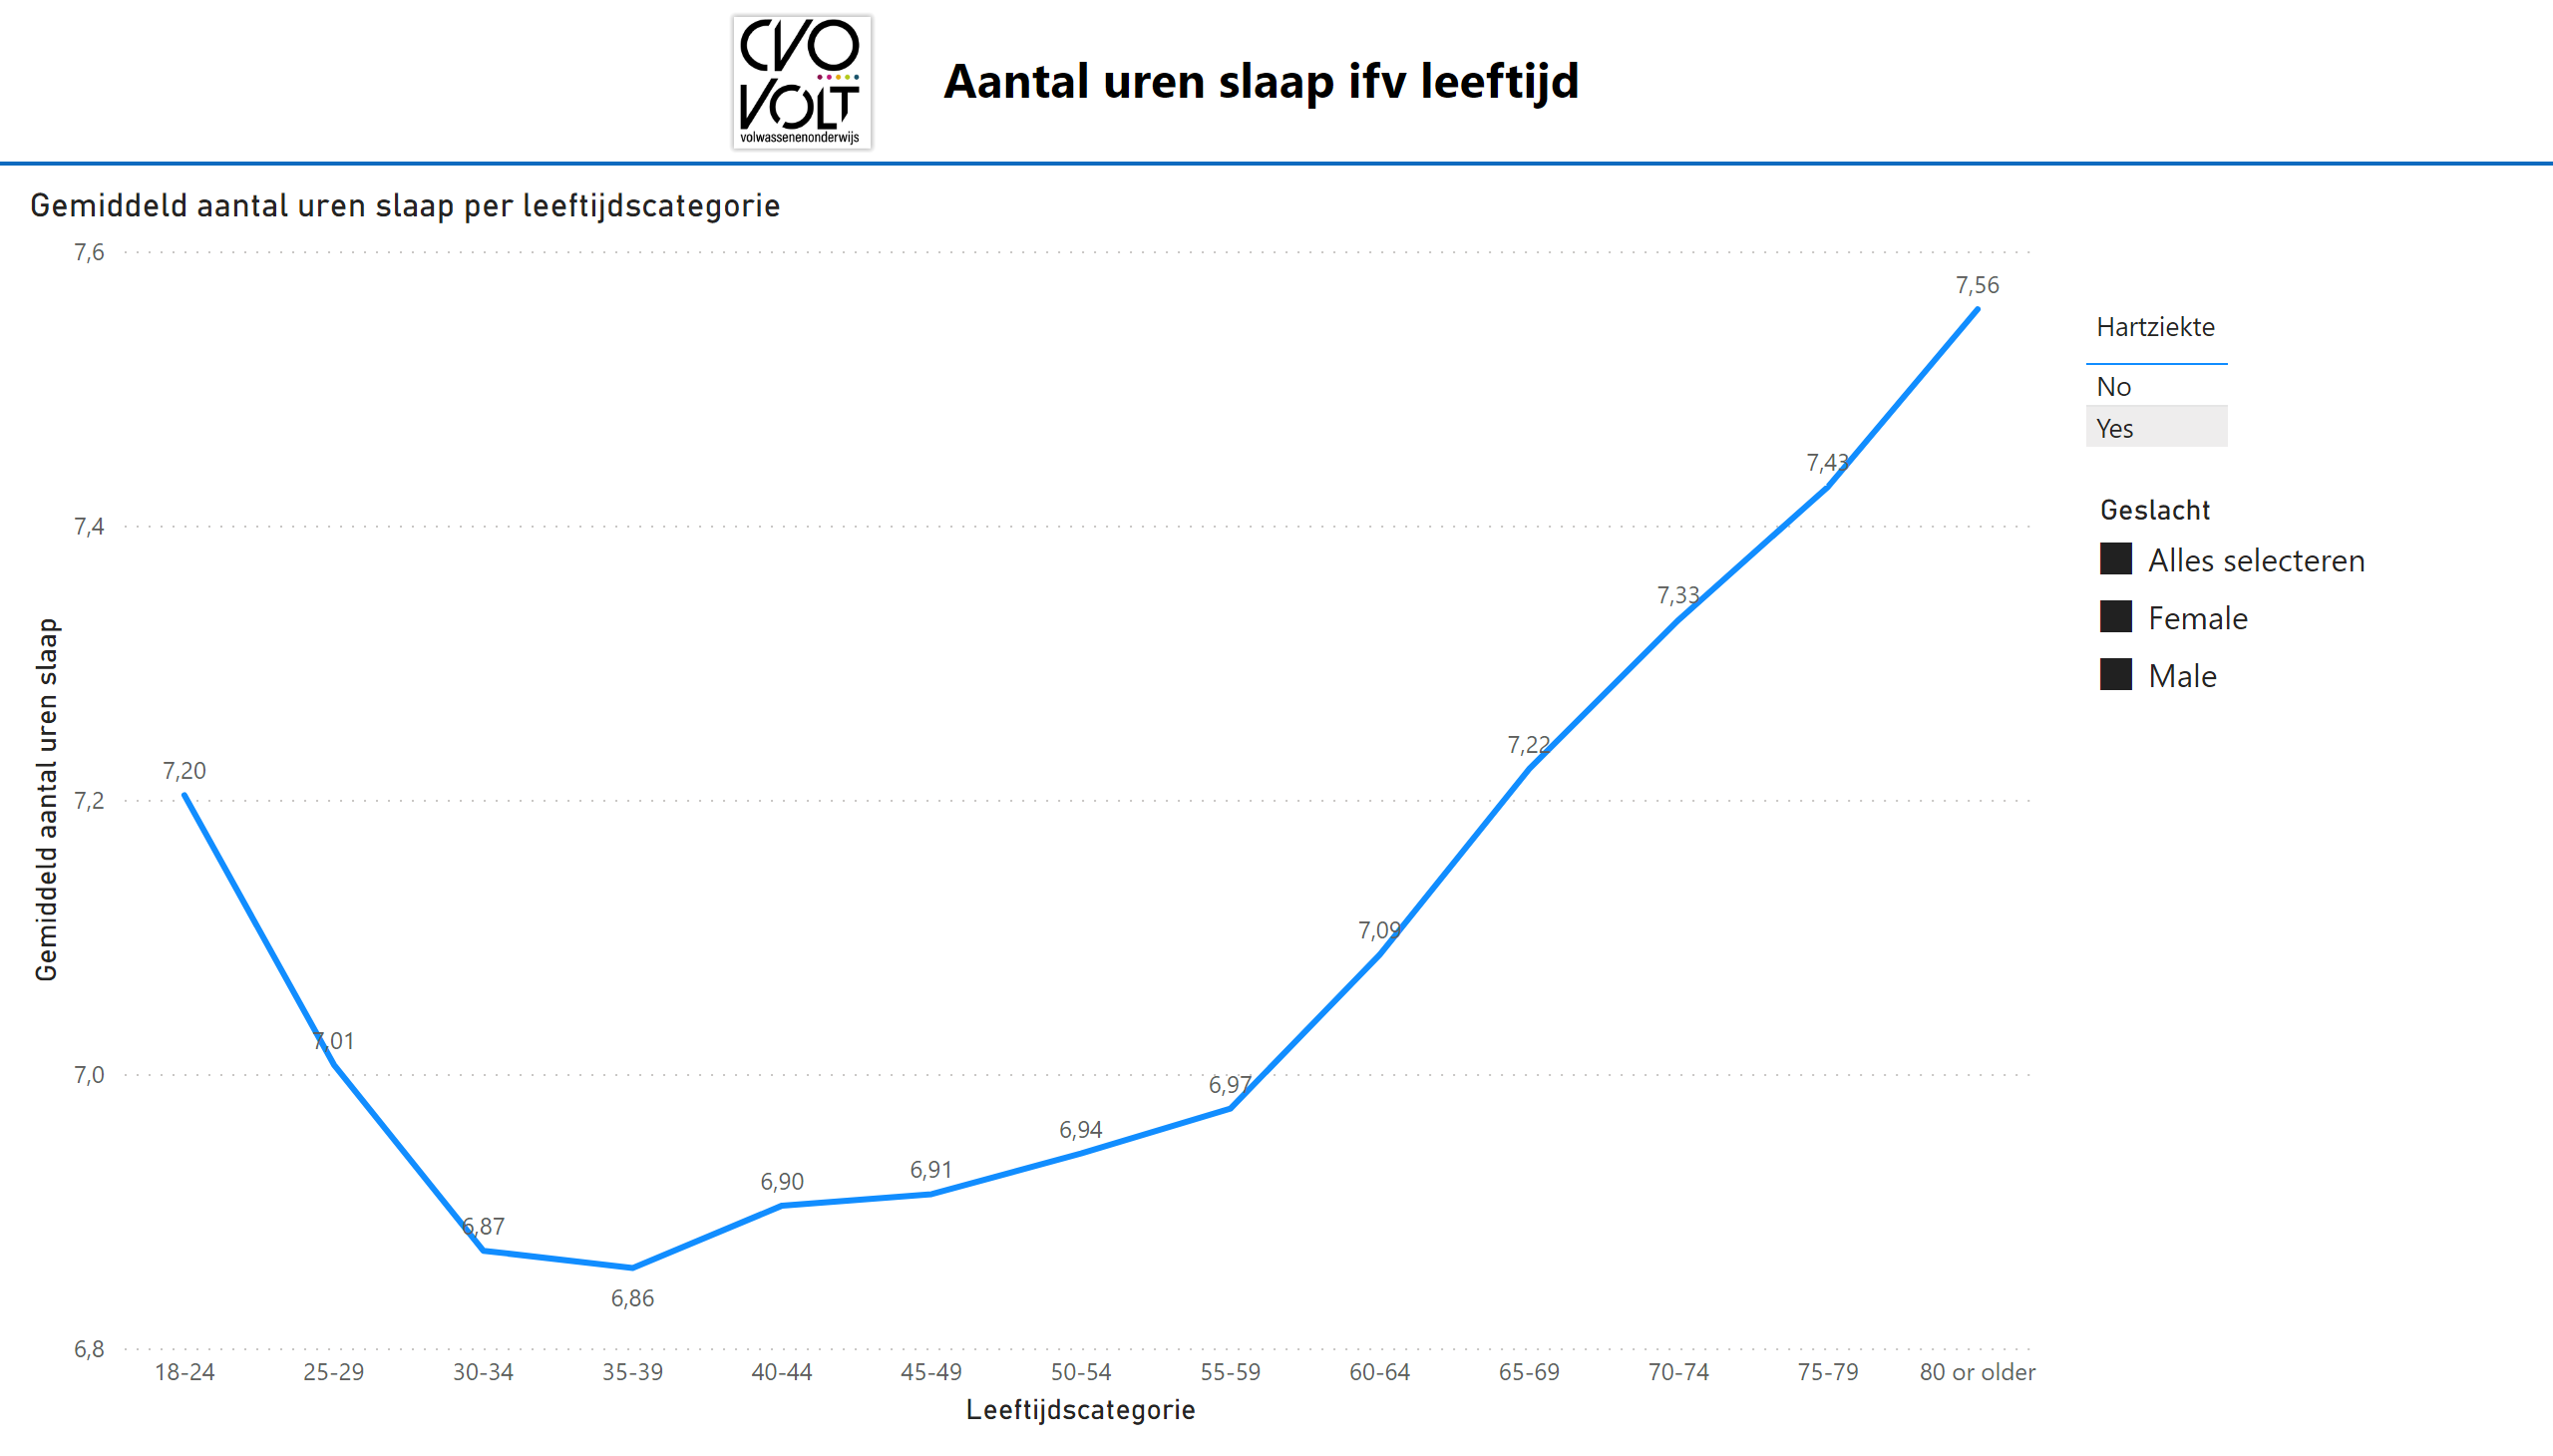 CVO
VOLT
volwassenenonderwijs
Aantal uren slaap ifv leeftijd
Gemiddeld aantal uren slaap per leeftijdscategorie
7,6
7,4
7,2
7,0
6,8
Gemiddeld aantal uren slaap
7,20
7,01
6,87
6,86
6,90
6,91
6,94
6,97
7,09
7,22
7,33
7,43
7,56
18-24 25-29 30-34 35-39 40-44 45-49 50-54 55-59 60-64 65-69 70-74 75-79 80 or older
Leeftijdscategorie
Hartziekte
No
Yes
Geslacht
Alles selecteren
Female
Male